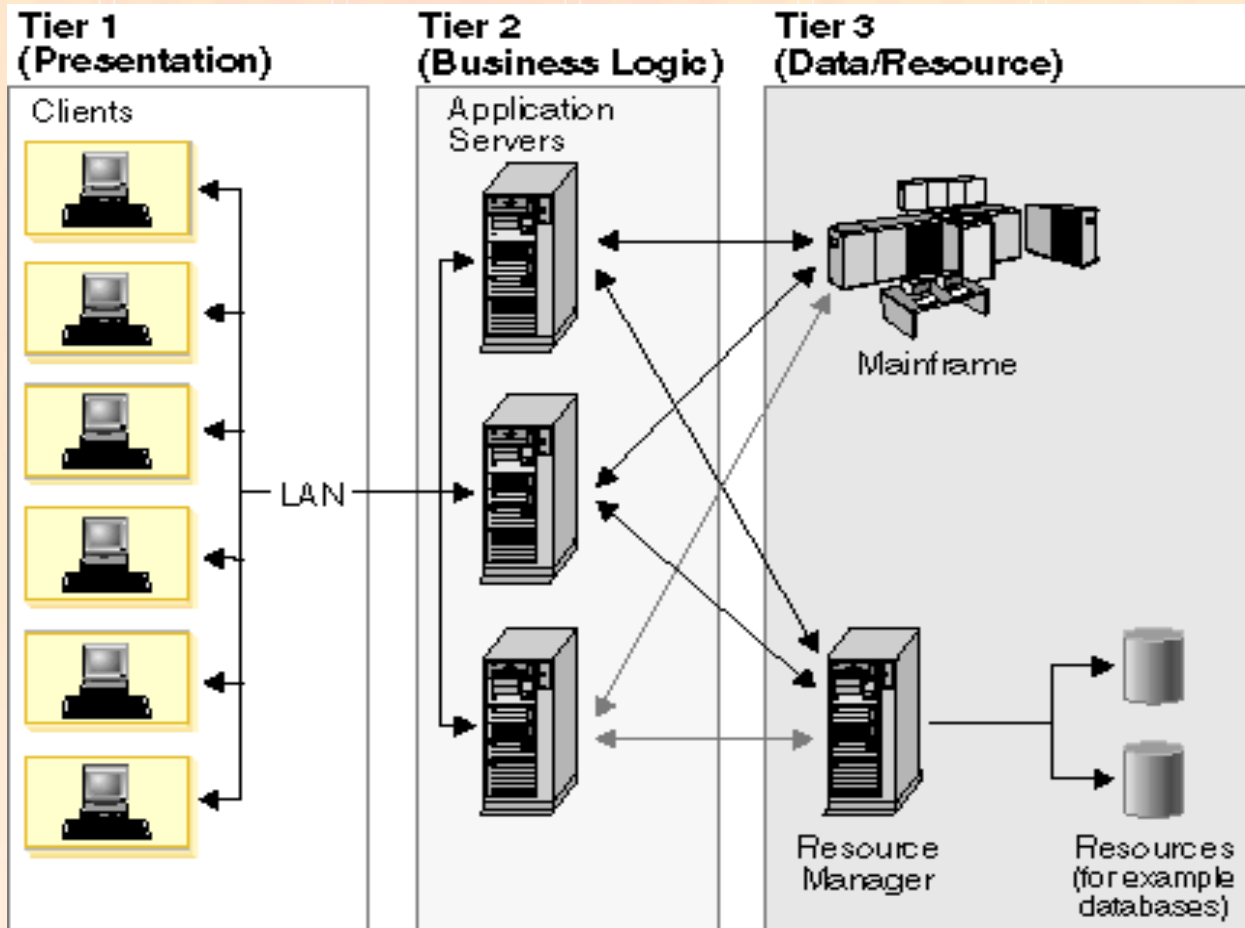 Tier 1
(Presentation)
Tier 2
(Business Logic)
Tier 3
(Data/Resource)
Clients
Application
Servers
Mainframe
LAN
Resource
Manager
Resources
(for example
databases)